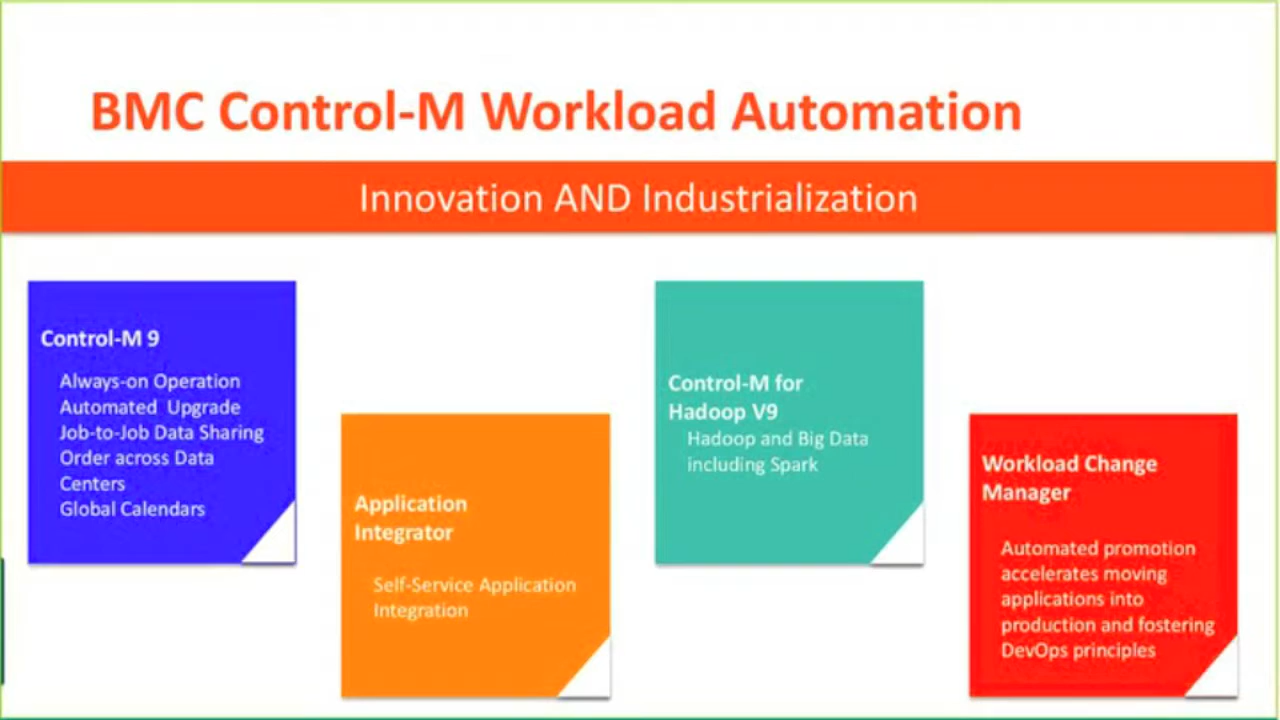 BMC Control-M Workload Automation
Innovation AND Industrialization
Control-M 9
Always-on Operation
Automated Upgrade
Job-to-Job Data Sharing
Order across Data
Centers
Global Calendars
Application
Integrator
Self-Service Application
Integration
Control-M for
Hadoop V9
Hadoop and Big Data
including Spark
Workload Change
Manager
Automated promotion
accelerates moving
applications into
production and fostering
DevOps principles